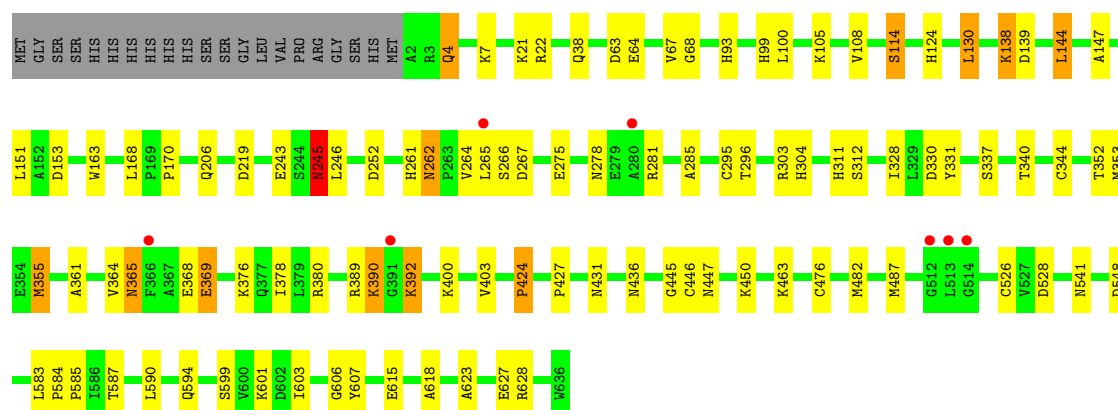 MET GLY SER SER HIS HIS HIS HIS HIS HIS SER SER GLY LEU VAL PRO ARG GLY SER HIS MET A2 R3 Q4 K7 K21 R22 Q38 D63 E64 V67 G68 H93 H99 L100 K105 V108 S114 H124 L130 K138 D139 L144 A147
L151 A152 D153 W163 L168 P169 P170 Q206 D219 E243 S244 N245 L246 D252 H261 N262 P263 V264 L265 S266 D267 E275 N278 E279 A280 R281 A285 C295 T296 R303 H304 H311 S312 I328 L329 D330 Y331 S337 T340 C344 T352 M353
E354 M355 A361 V364 N365 F366 A367 E368 E369 K376 Q377 I378 L379 R380 R389 K390 G391 K392 K400 V403 P424 P427 N431 N436 G445 C446 N447 K450 K463 C476 M482 M487 G512 L513 G514 C526 V527 D528 N541 D548
L583 P584 P585 I586 T587 L590 Q594 S599 V600 K601 D602 I603 G606 Y607 E615 A618 A623 E627 R628 W636